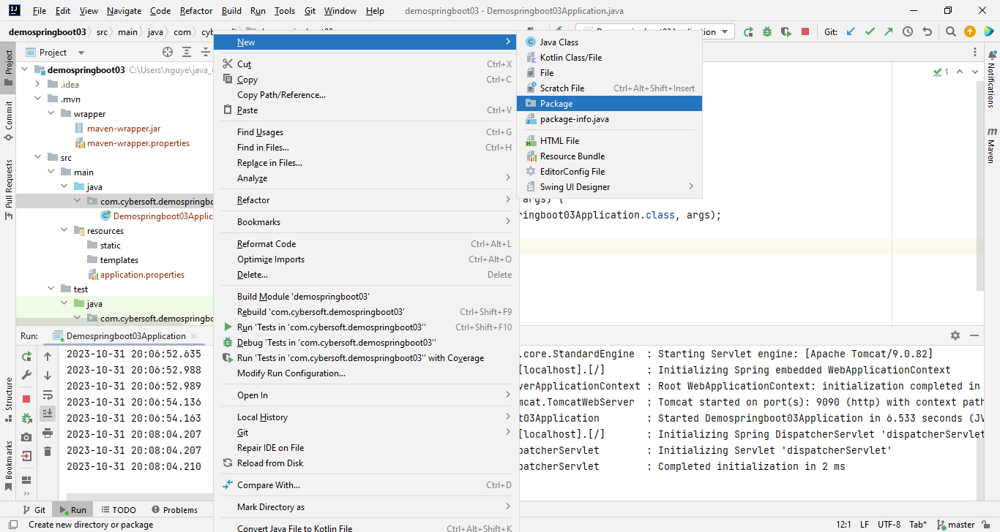 File Edit View Navigate Code Refactor Build Run Tools Git Window Help demospringboot03 - Demospringboot03Application.java
demospringboot03 src main java com
Git:
Project
demospringboot03 C:\Users\nguye\java_
.idea
.mvn
wrapper
maven-wrapper.jar
maven-wrapper.properties
src
main
java
com.cybersoft.demospringbo
Demospringboot03Applic
resources
static
templates
application.properties
test
java
com.cybersoft.demospringbo
Project
Commit
Pull Requests
Structure
Bookmarks
New
Cut Ctrl+X
Copy Ctrl+C
Copy Path/Reference...
Paste Ctrl+V
Find Usages Ctrl+G
Find in Files... Ctrl+H
Replace in Files...
Analyze
Refactor
Bookmarks
Reformat Code Ctrl+Alt+L
Optimize Imports Ctrl+Alt+O
Delete... Delete
Build Module 'demospringboot03'
Rebuild 'com.cybersoft.demospringboot03' Ctrl+Shift+F9
Run 'Tests in 'com.cybersoft.demospringboot03'' Ctrl+Shift+F10
Debug 'Tests in 'com.cybersoft.demospringboot03''
Run 'Tests in 'com.cybersoft.demospringboot03'' with Coverage
Modify Run Configuration...
Open In
Local History
Git
Repair IDE on File
Reload from Disk
Compare With... Ctrl+D
Mark Directory as
Convert Java File to Kotlin File Ctrl+Alt+Shift+K
Java Class
Kotlin Class/File
File
Scratch File Ctrl+Alt+Shift+Insert
Package
package-info.java
HTML File
Resource Bundle
EditorConfig File
Swing UI Designer
1
args) {
ringboot03Application.class, args);
Notifications
Maven
Run: Demospringboot03Application
2023-10-31 20:06:52.635 .core.StandardEngine : Starting Servlet engine: [Apache Tomcat/9.0.82]
2023-10-31 20:06:52.988 [localhost].[/] : Initializing Spring embedded WebApplicationContext
2023-10-31 20:06:52.989 verApplicationContext : Root WebApplicationContext: initialization completed in
2023-10-31 20:06:54.136 mcat.TomcatWebServer : Tomcat started on port(s): 9090 (http) with context path
2023-10-31 20:06:54.163 t03Application : Started Demospringboot03Application in 6.533 seconds (JV
2023-10-31 20:08:04.207 [localhost].[/] : Initializing Spring DispatcherServlet 'dispatcherServlet
2023-10-31 20:08:04.207 patcherServlet : Initializing Servlet 'dispatcherServlet'
2023-10-31 20:08:04.210 patcherServlet : Completed initialization in 2 ms
Git Run TODO Problems
Create new directory or package 12:1 LF UTF-8 Tab* master